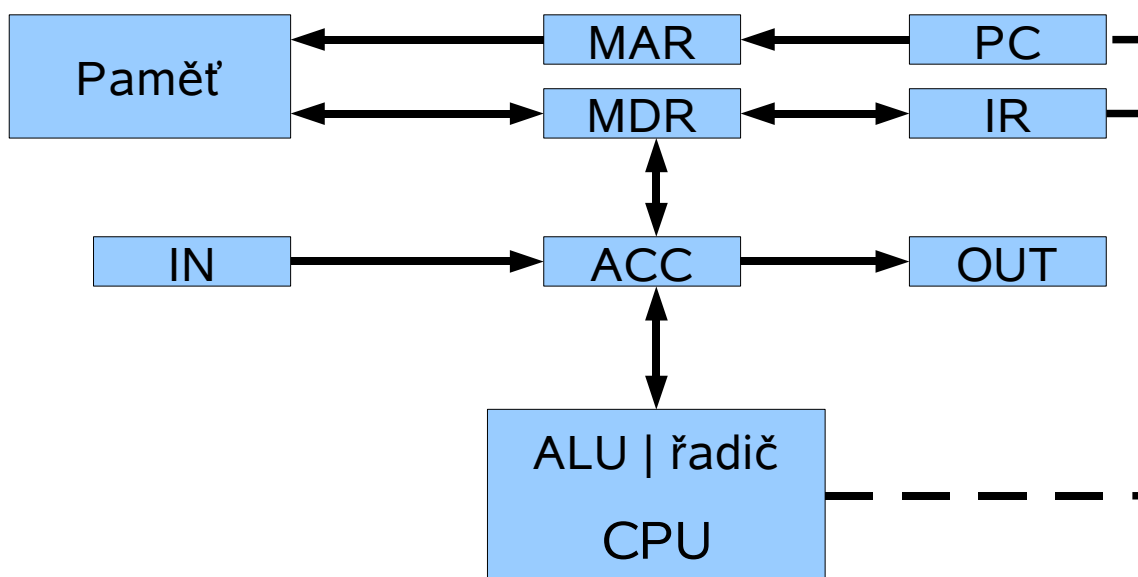 Paměť
MAR
PC
MDR
IR
IN
ACC
OUT
ALU | řadič
CPU